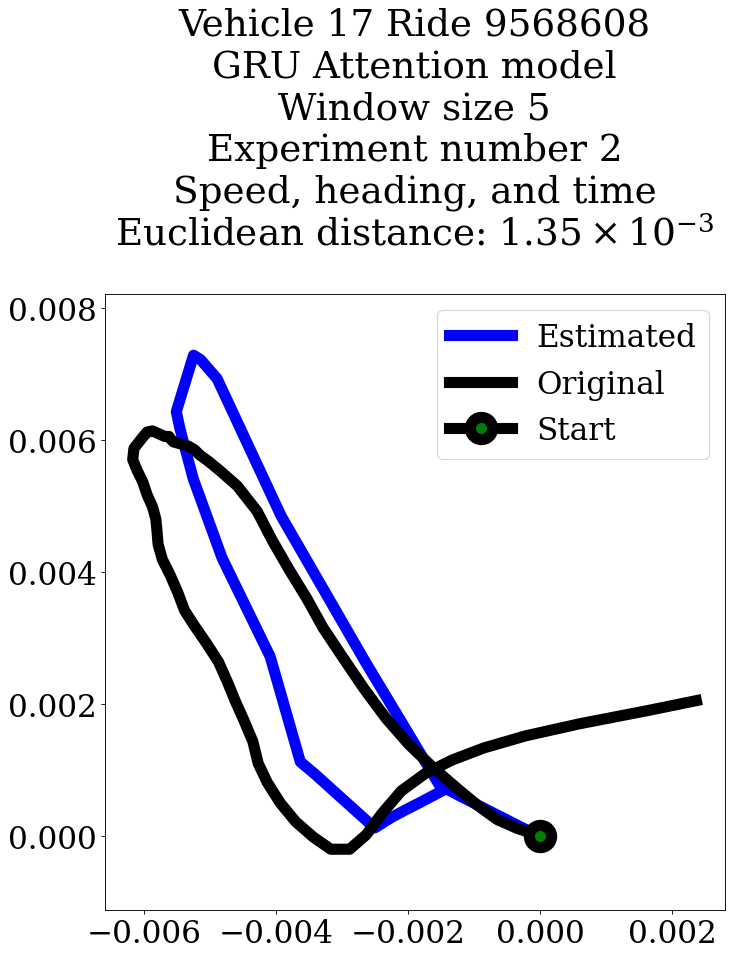 Vehicle 17 Ride 9568608
GRU Attention model
Window size 5
Experiment number 2
Speed, heading, and time
Euclidean distance: 1.35 × 10⁻³
0.008
0.006
0.004
0.002
0.000
Estimated
Original
Start
−0.006 −0.004 −0.002 0.000 0.002